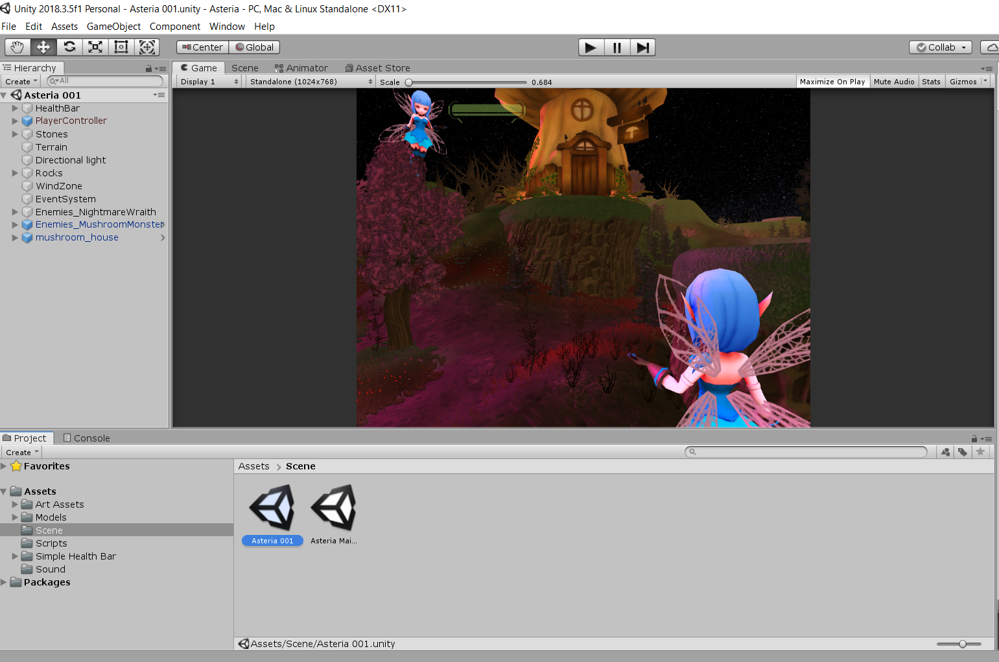 Unity 2018.3.5f1 Personal - Asteria 001.unity - Asteria - PC, Mac & Linux Standalone <DX11>
File Edit Assets GameObject Component Window Help
Center Global Collab
Hierarchy
Create All
Asteria 001
HealthBar
PlayerController
Stones
Terrain
Directional light
Rocks
WindZone
EventSystem
Enemies_NightmareWraith
Enemies_MushroomMonster
mushroom_house
Game Scene Animator Asset Store
Display 1 Standalone (1024x768) Scale 0.684 Maximize On Play Mute Audio Stats Gizmos
Project Console
Create
Favorites
Assets
Art Assets
Models
Scene
Scripts
Simple Health Bar
Sound
Packages
Assets > Scene
Asteria 001 Asteria Mai...
Assets/Scene/Asteria 001.unity